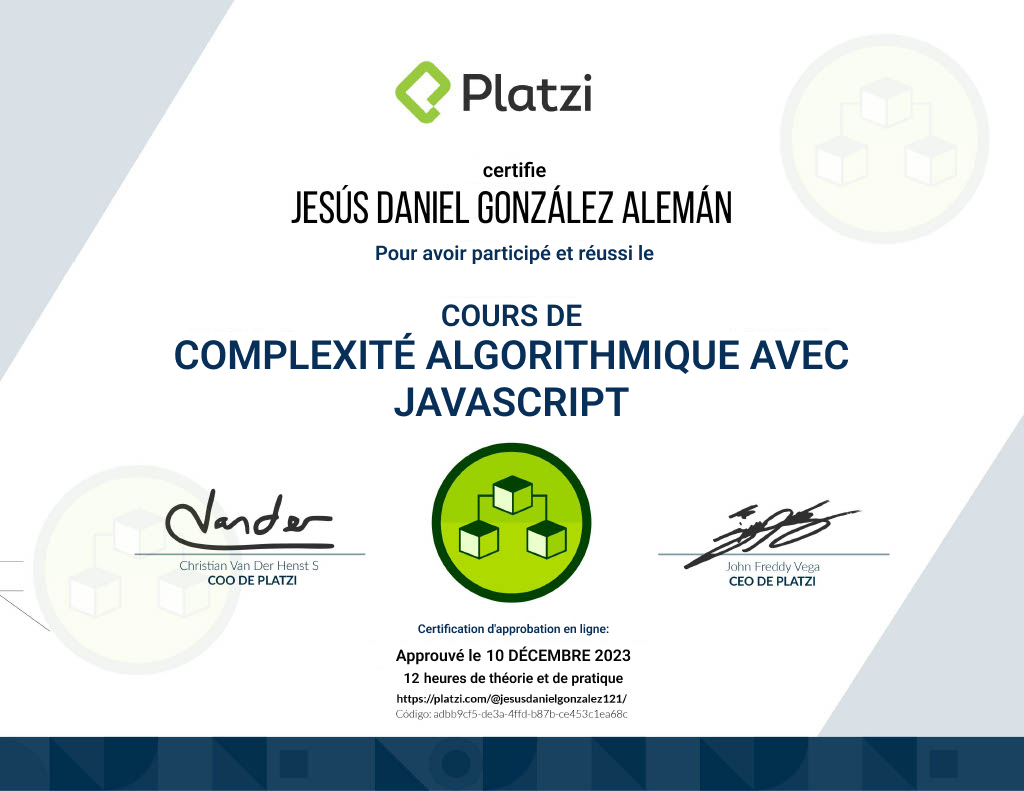 Platzi
certifie
JESÚS DANIEL GONZÁLEZ ALEMÁN
Pour avoir participé et réussi le
COURS DE
COMPLEXITÉ ALGORITHMIQUE AVEC
JAVASCRIPT
Vander
Christian Van Der Henst S
COO DE PLATZI
John Freddy Vega
CEO DE PLATZI
Certification d'approbation en ligne:
Approuvé le 10 DÉCEMBRE 2023
12 heures de théorie et de pratique
https://platzi.com/@jesusdanielgonzalez121/
Código: adbb9cf5-de3a-4ffd-b87b-ce453c1ea68c